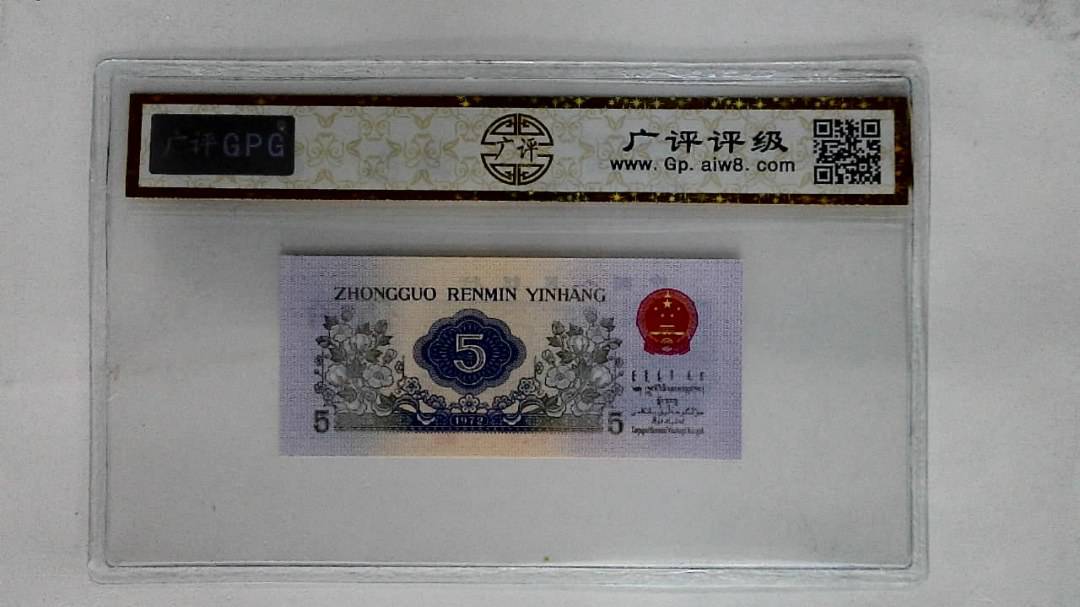 广评GPG
广评
广评评级
www. Gp. aiw8. com
ZHONGGUO RENMIN YINHANG
5
5
1972
5